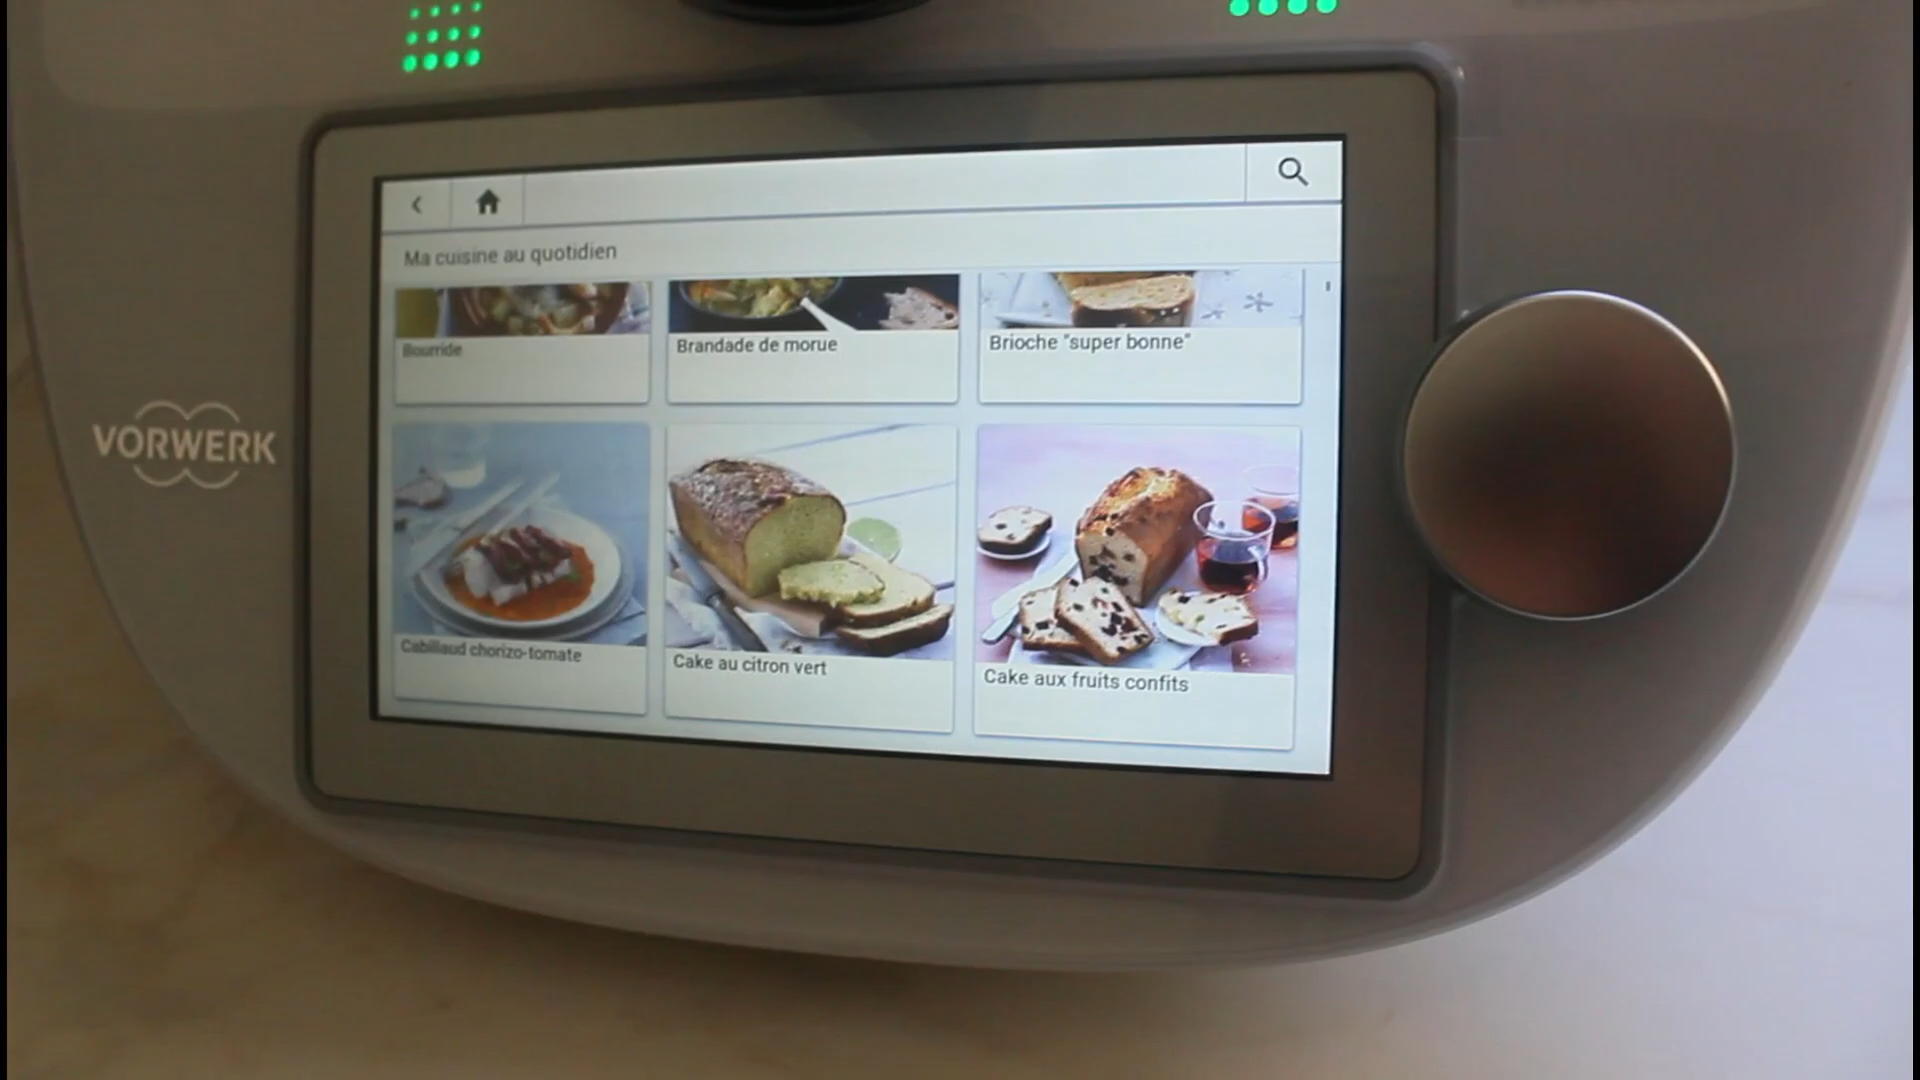 Ma cuisine au quotidien
Bourride
Brandade de morue
Brioche "super bonne"
VORWERK
Cabillaud chorizo-tomate
Cake au citron vert
Cake aux fruits confits